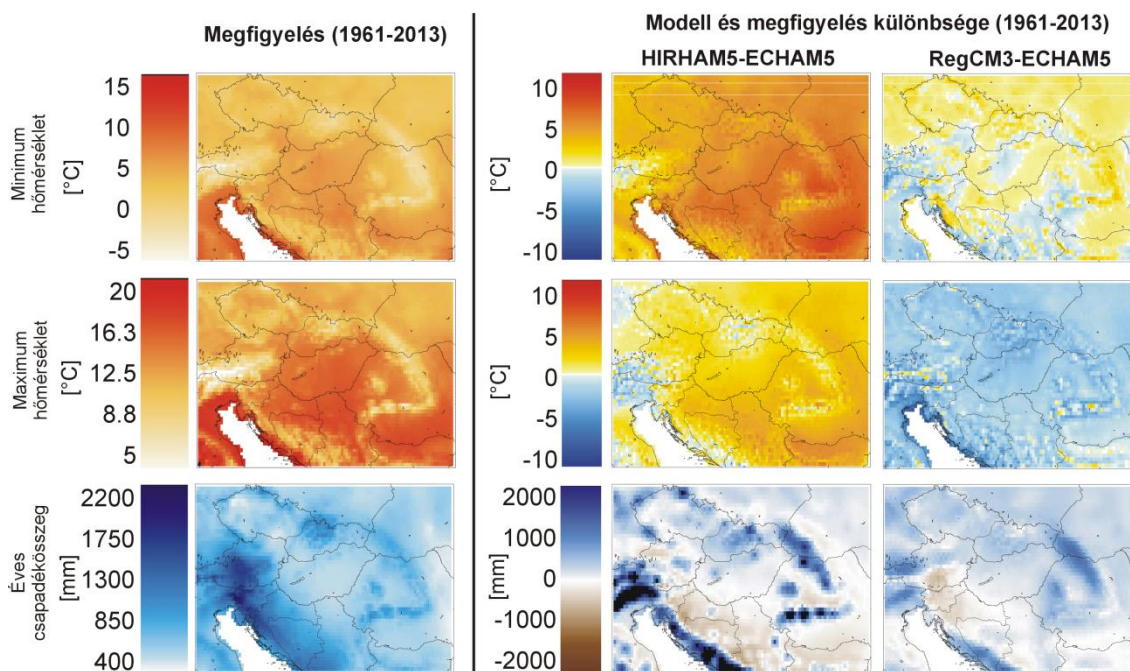 Megfigyelés (1961-2013)
Modell és megfigyelés különbsége (1961-2013)
HIRHAM5-ECHAM5
RegCM3-ECHAM5
Minimum
hőmérséklet
[°C]
15
10
5
0
-5
[°C]
10
5
0
-5
-10
Maximum
hőmérséklet
[°C]
20
16.3
12.5
8.8
5
[°C]
10
5
0
-5
-10
Éves
csapadékösszeg
[mm]
2200
1750
1300
850
400
[mm]
2000
1000
0
-1000
-2000